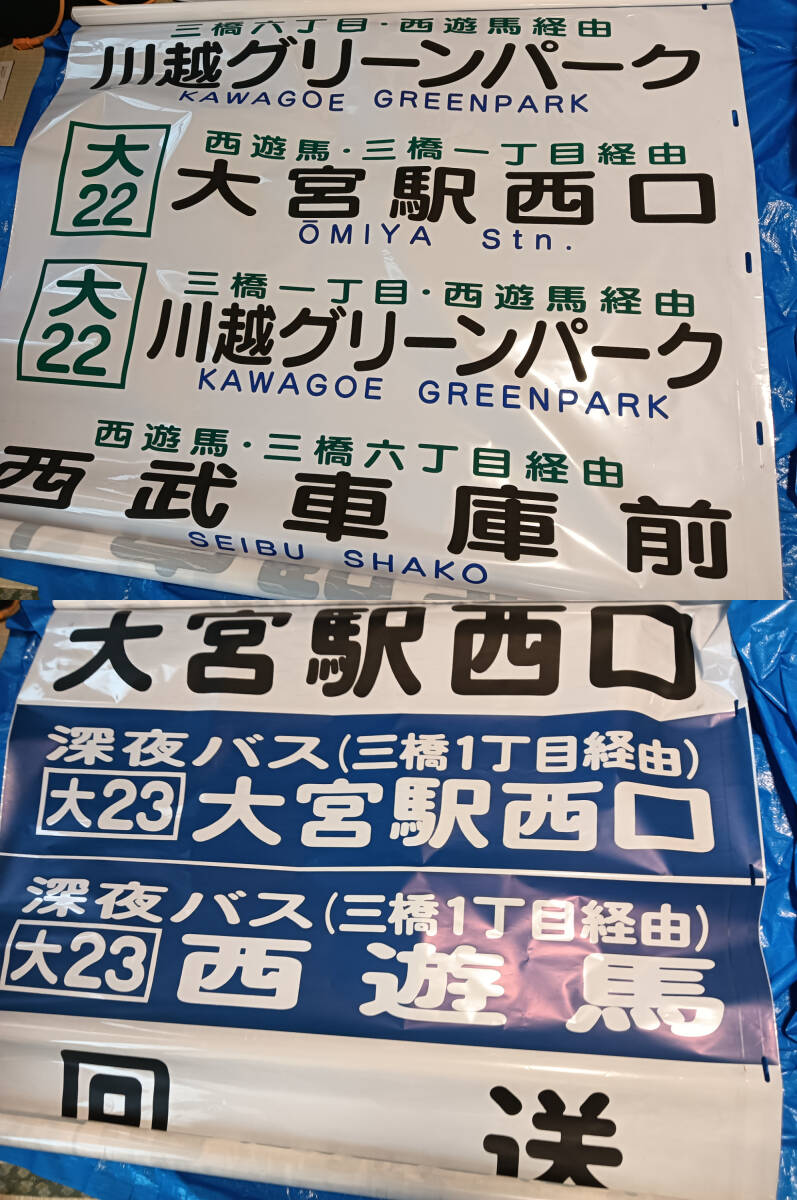 三橋六丁目・西遊馬経由
川越グリーンパーク
KAWAGOE GREENPARK
西遊馬・三橋一丁目経由
大22
大宮駅西口
ŌMIYA Stn.
三橋一丁目・西遊馬経由
大22
川越グリーンパーク
KAWAGOE GREENPARK
西遊馬・三橋六丁目経由
西武車庫前
SEIBU SHAKO
大宮駅西口
深夜バス(三橋1丁目経由)
大23 大宮駅西口
深夜バス(三橋1丁目経由)
大23 西遊馬
回送